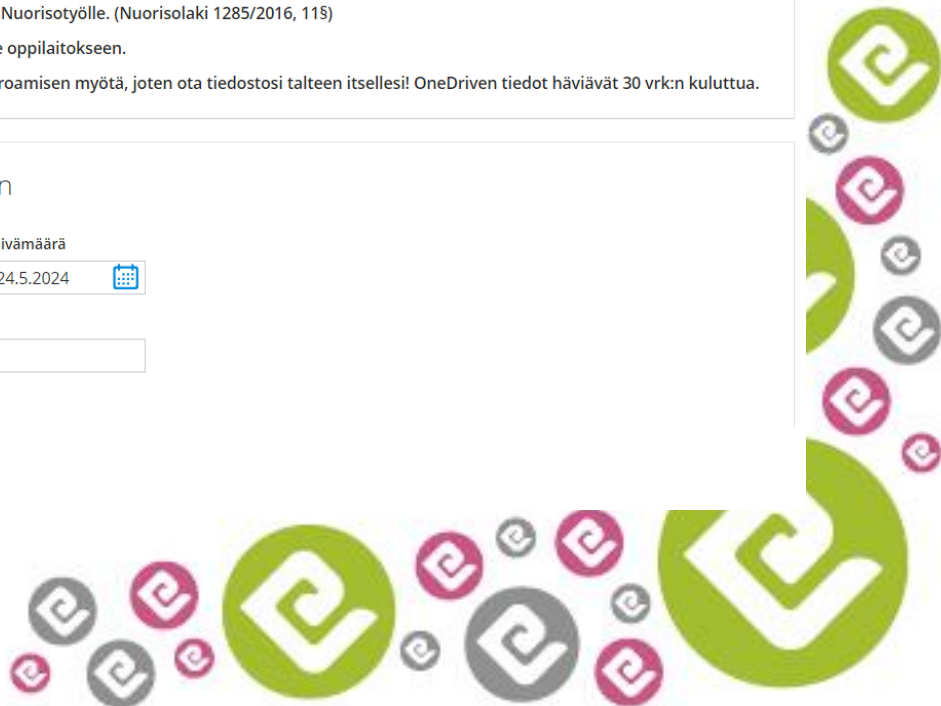 Nuorisotyölle. (Nuorisolaki 1285/2016, 11§)
oppilaitokseen.
roamisen myötä, joten ota tiedostosi talteen itsellesi! OneDriven tiedot häviävät 30 vrk:n kuluttua.
n
ivämäärä
24.5.2024